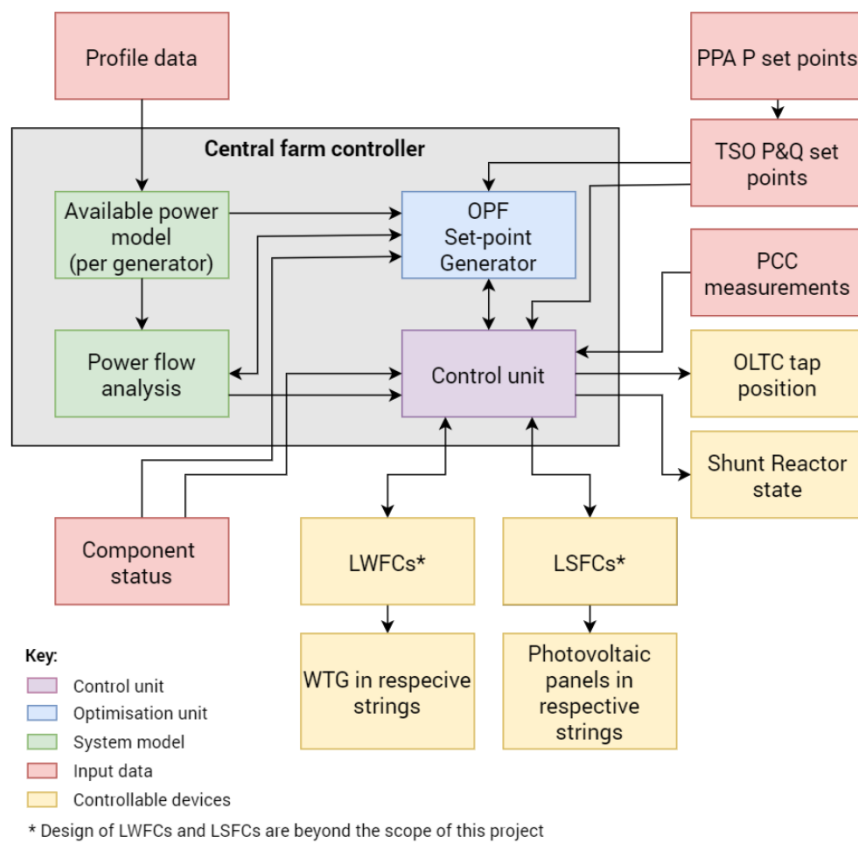 Profile data
PPA P set points
Central farm controller
TSO P&Q set
points
Available power
model
(per generator)
OPF
Set-point
Generator
PCC
measurements
Power flow
analysis
Control unit
OLTC tap
position
Shunt Reactor
state
Component
status
LWFCs*
LSFCs*
WTG in respecive
strings
Photovoltaic
panels in
respective
strings
Key:
Control unit
Optimisation unit
System model
Input data
Controllable devices
* Design of LWFCs and LSFCs are beyond the scope of this project